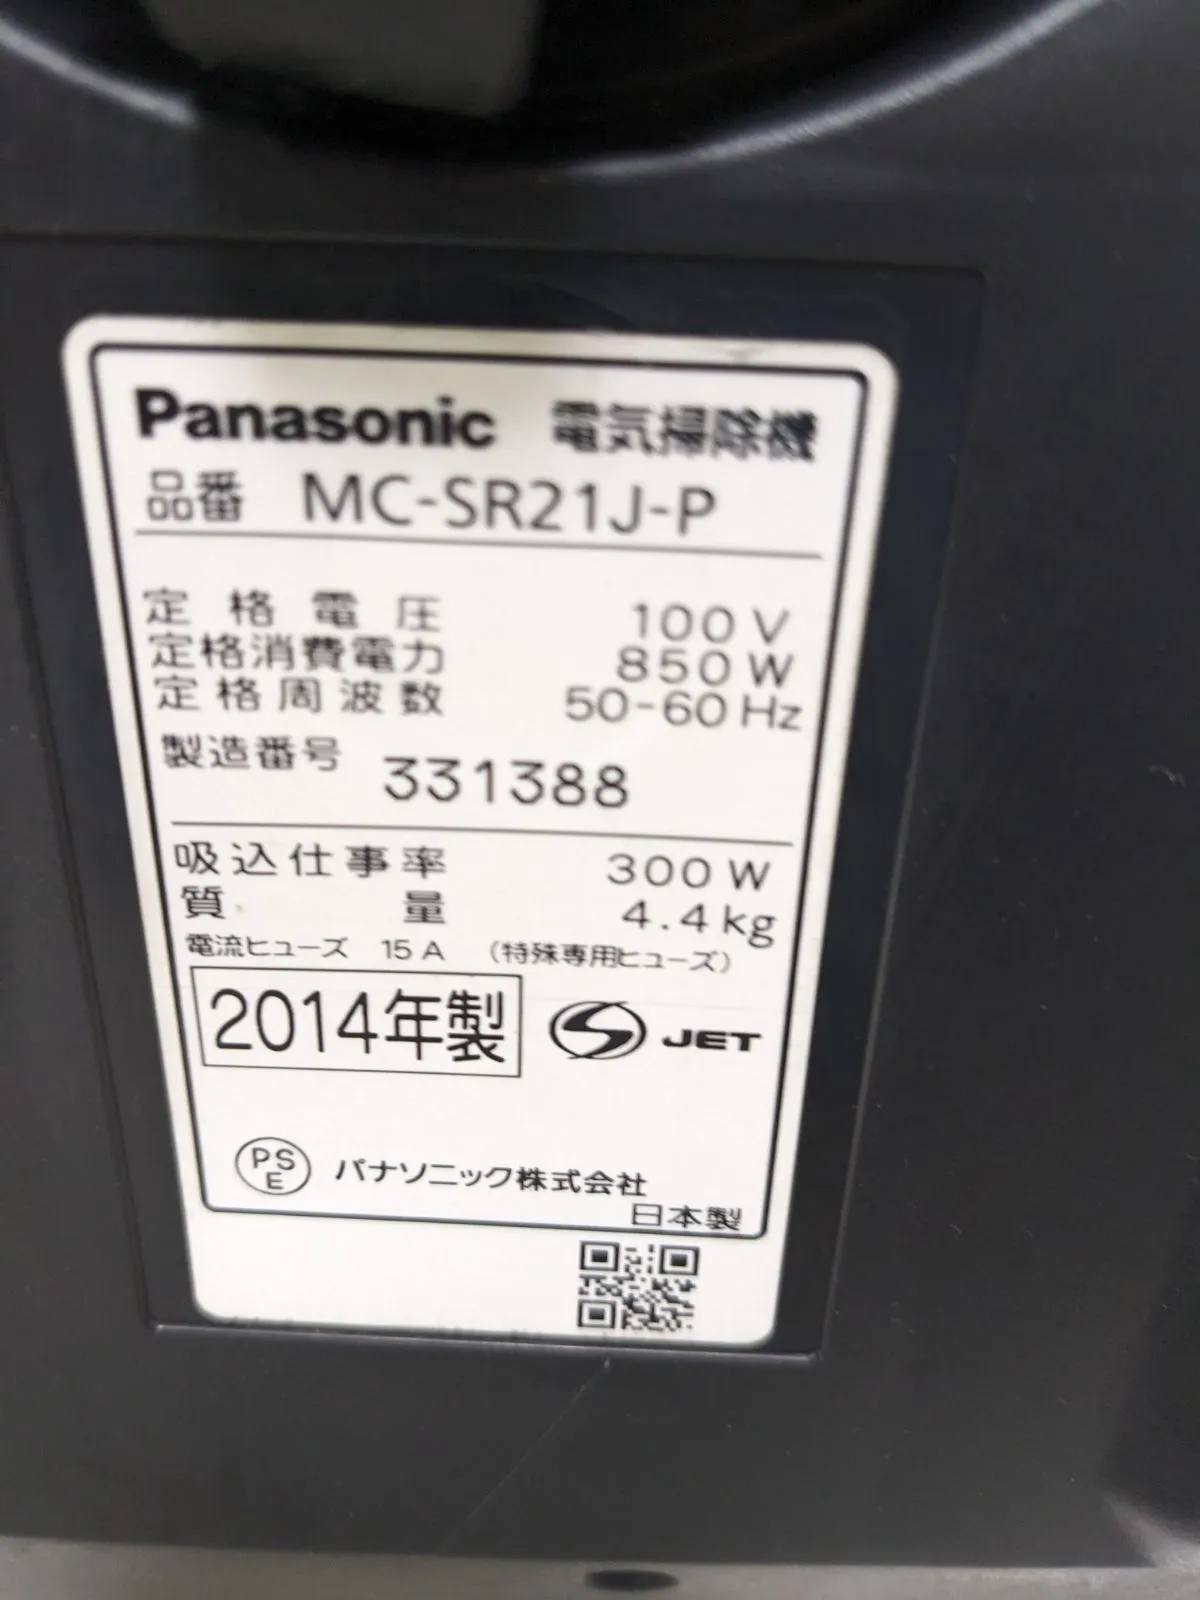 Panasonic 電気掃除機
品番 MC-SR21J-P
定格電圧 100V
定格消費電力 850W
定格周波数 50-60Hz
製造番号 331388
吸込仕事率 300W
質量 4.4kg
電流ヒューズ 15A (特殊専用ヒューズ)
2014年製 S JET
PSE パナソニック株式会社
日本製